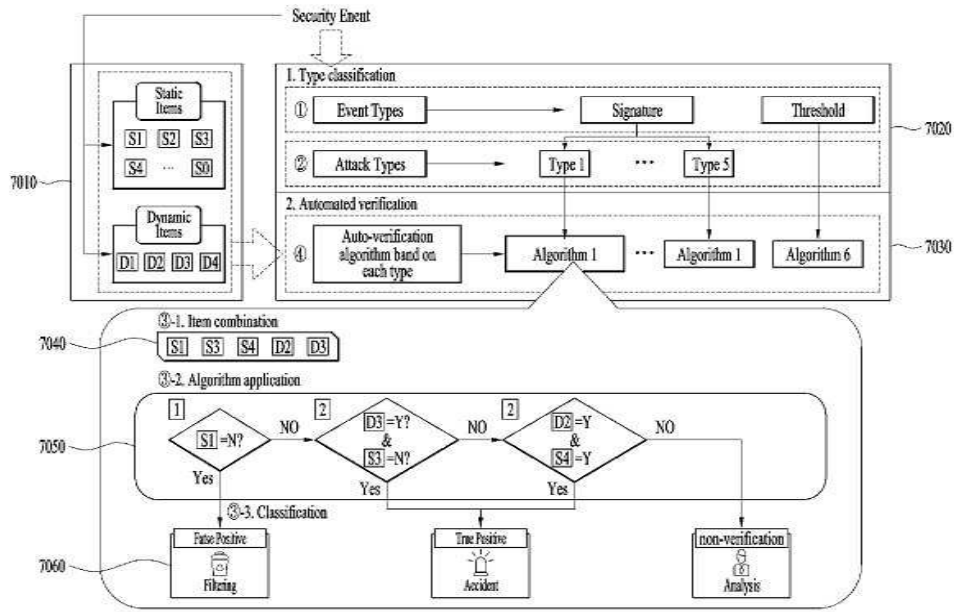 Security Enent
Static
Items
S1 S2 S3
S4 ... S0
7010
Dynamic
Items
D1 D2 D3 D4
1. Type classification
① Event Types Signature Threshold
7020
② Attack Types Type 1 ... Type 5
2. Automated verification
④ Auto-verification
algorithm band on
each type
Algorithm 1 ... Algorithm 1 Algorithm 6
7030
③-1. Item combination
7040
S1 S3 S4 D2 D3
③-2. Algorithm application
7050
1 2 2
S1 =N?
NO
D3 =Y?
&
S3 =N?
NO
D2 =Y
&
S4 =Y
NO
Yes Yes Yes
③-3. Classification
7060
Fatse Positive True Positive non-verification
Filtering Accident Analysis